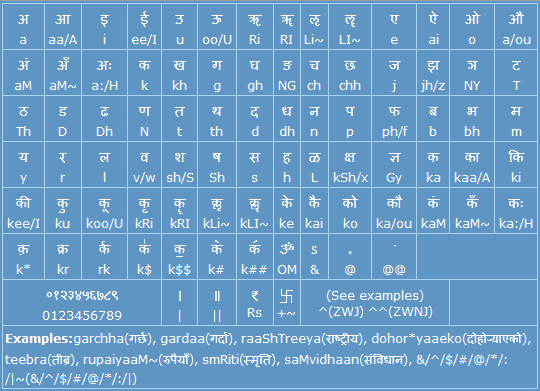 अ आ इ ई उ ऊ ऋ ॠ ऌ ॡ ए ऐ ओ औ
a aa/A i ee/I u oo/U Ri RI Li~ LI~ e ai o a/ou
अं अँ अः क ख ग घ ङ च छ ज झ ञ ट
aM aM~ a:/H k kh g gh NG ch chh j jh/z NY T
ठ ड ढ ण त थ द ध न प फ ब भ म
Th D Dh N t th d dh n p ph/f b bh m
य र ल व श ष स ह ळ क्ष ज्ञ क का कि
y r l v/w sh/S Sh s h L kSh/x Gy ka kaa/A ki
की कु कू कृ कॄ कॢ कॣ के कै को कौ कं कँ कः
kee/I ku koo/U kRi kRI kLi~ kLI~ ke kai ko ka/ou kaM kaM~ ka:/H
क़ क्र र्क क॑ क॒ क॓ क॔ ॐ ऽ
k* kr rk k$ k$$ k# k## OM & @ @@
०१२३४५६७८९ । ॥ ₹ 卐 (See examples)
0123456789 | || Rs +~ ^(ZWJ) ^^(ZWNJ)
Examples:garchha(गर्छ), gardaa(गर्दा), raaShTreeya(राष्ट्रीय), dohor*yaaeko(दोहोऱ्याएको),
teebra(तीब्र), rupaiyaaM~(रुपैयाँ), smRiti(स्मृति), saMvidhaan(संविधान), &/^/$/#/@/*/:
/|~(&/^/$/#/@/*/:/|)